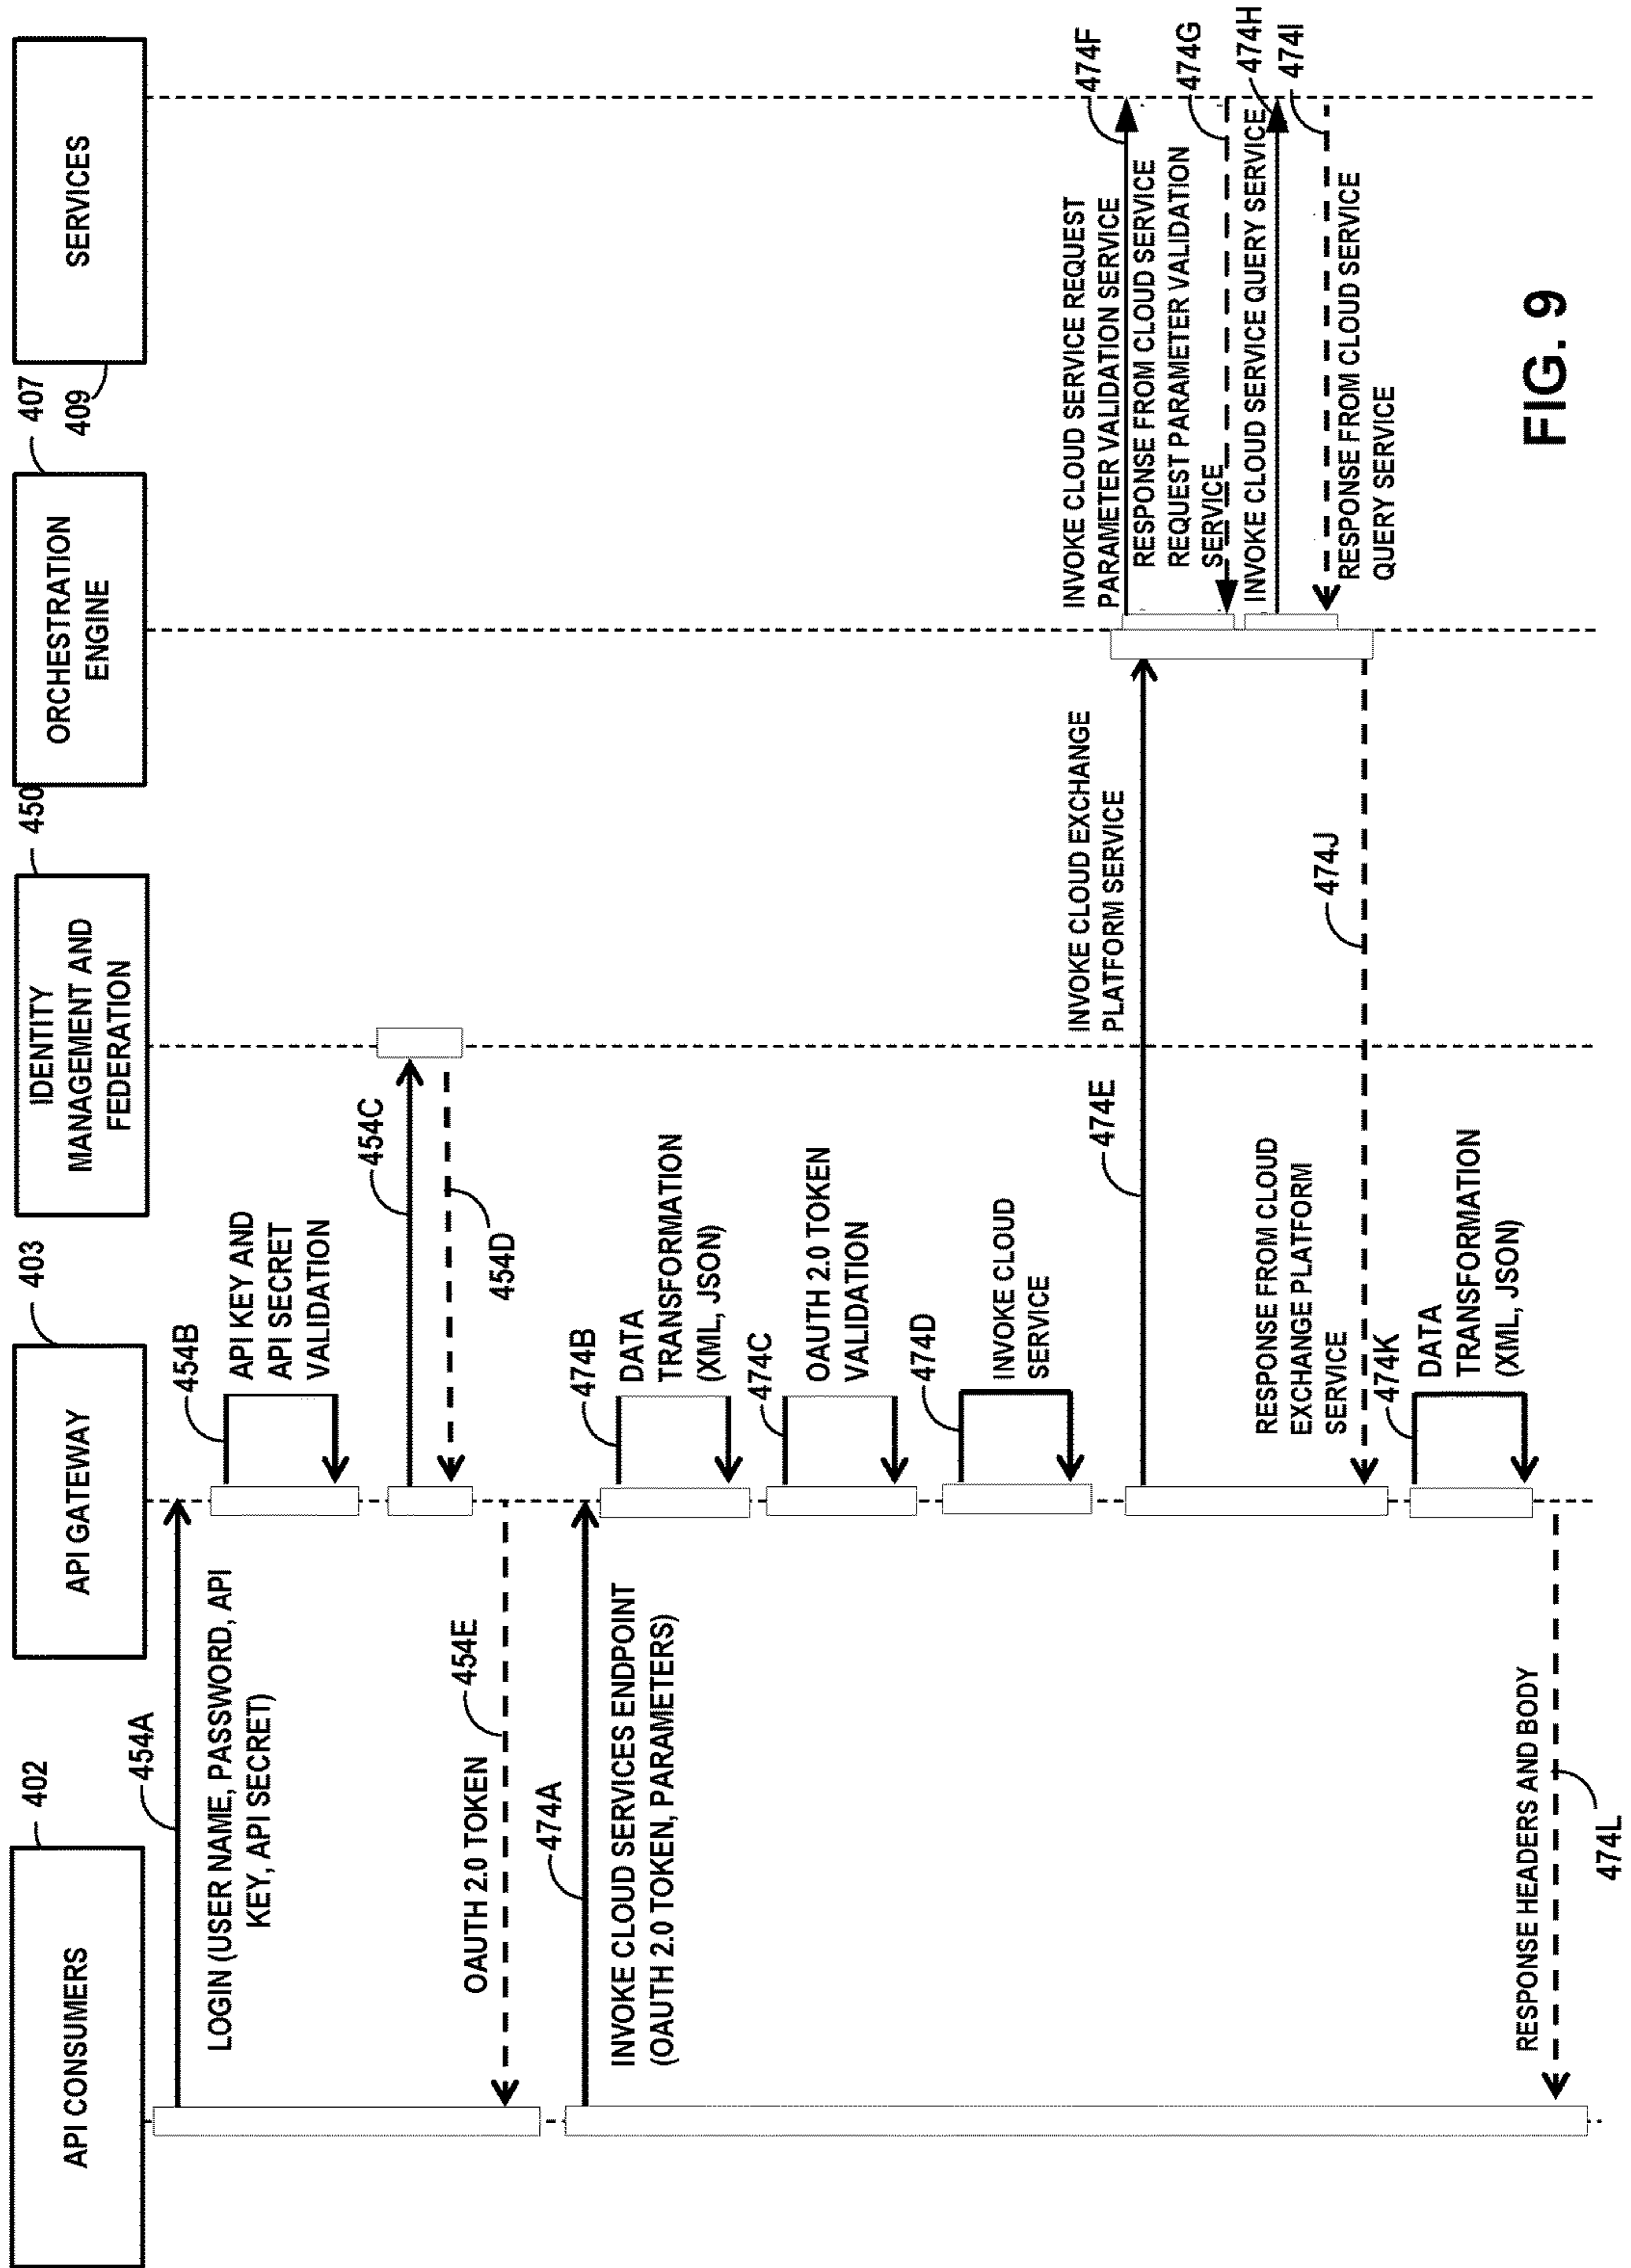 API CONSUMERS
402
API GATEWAY
403
IDENTITY
MANAGEMENT AND
FEDERATION
450
ORCHESTRATION
ENGINE
407
SERVICES
409
454A
LOGIN (USER NAME, PASSWORD, API
KEY, API SECRET)
454B
API KEY AND
API SECRET
VALIDATION
454C
454D
OAUTH 2.0 TOKEN
454E
474A
INVOKE CLOUD SERVICES ENDPOINT
(OAUTH 2.0 TOKEN, PARAMETERS)
474B
DATA
TRANSFORMATION
(XML, JSON)
474C
OAUTH 2.0 TOKEN
VALIDATION
474D
INVOKE CLOUD
SERVICE
474E
INVOKE CLOUD EXCHANGE
PLATFORM SERVICE
INVOKE CLOUD SERVICE REQUEST
PARAMETER VALIDATION SERVICE
474F
RESPONSE FROM CLOUD SERVICE
REQUEST PARAMETER VALIDATION
SERVICE
474G
INVOKE CLOUD SERVICE QUERY SERVICE
474H
474I
RESPONSE FROM CLOUD SERVICE
QUERY SERVICE
474J
RESPONSE FROM CLOUD
EXCHANGE PLATFORM
SERVICE
474K
DATA
TRANSFORMATION
(XML, JSON)
RESPONSE HEADERS AND BODY
474L
FIG. 9